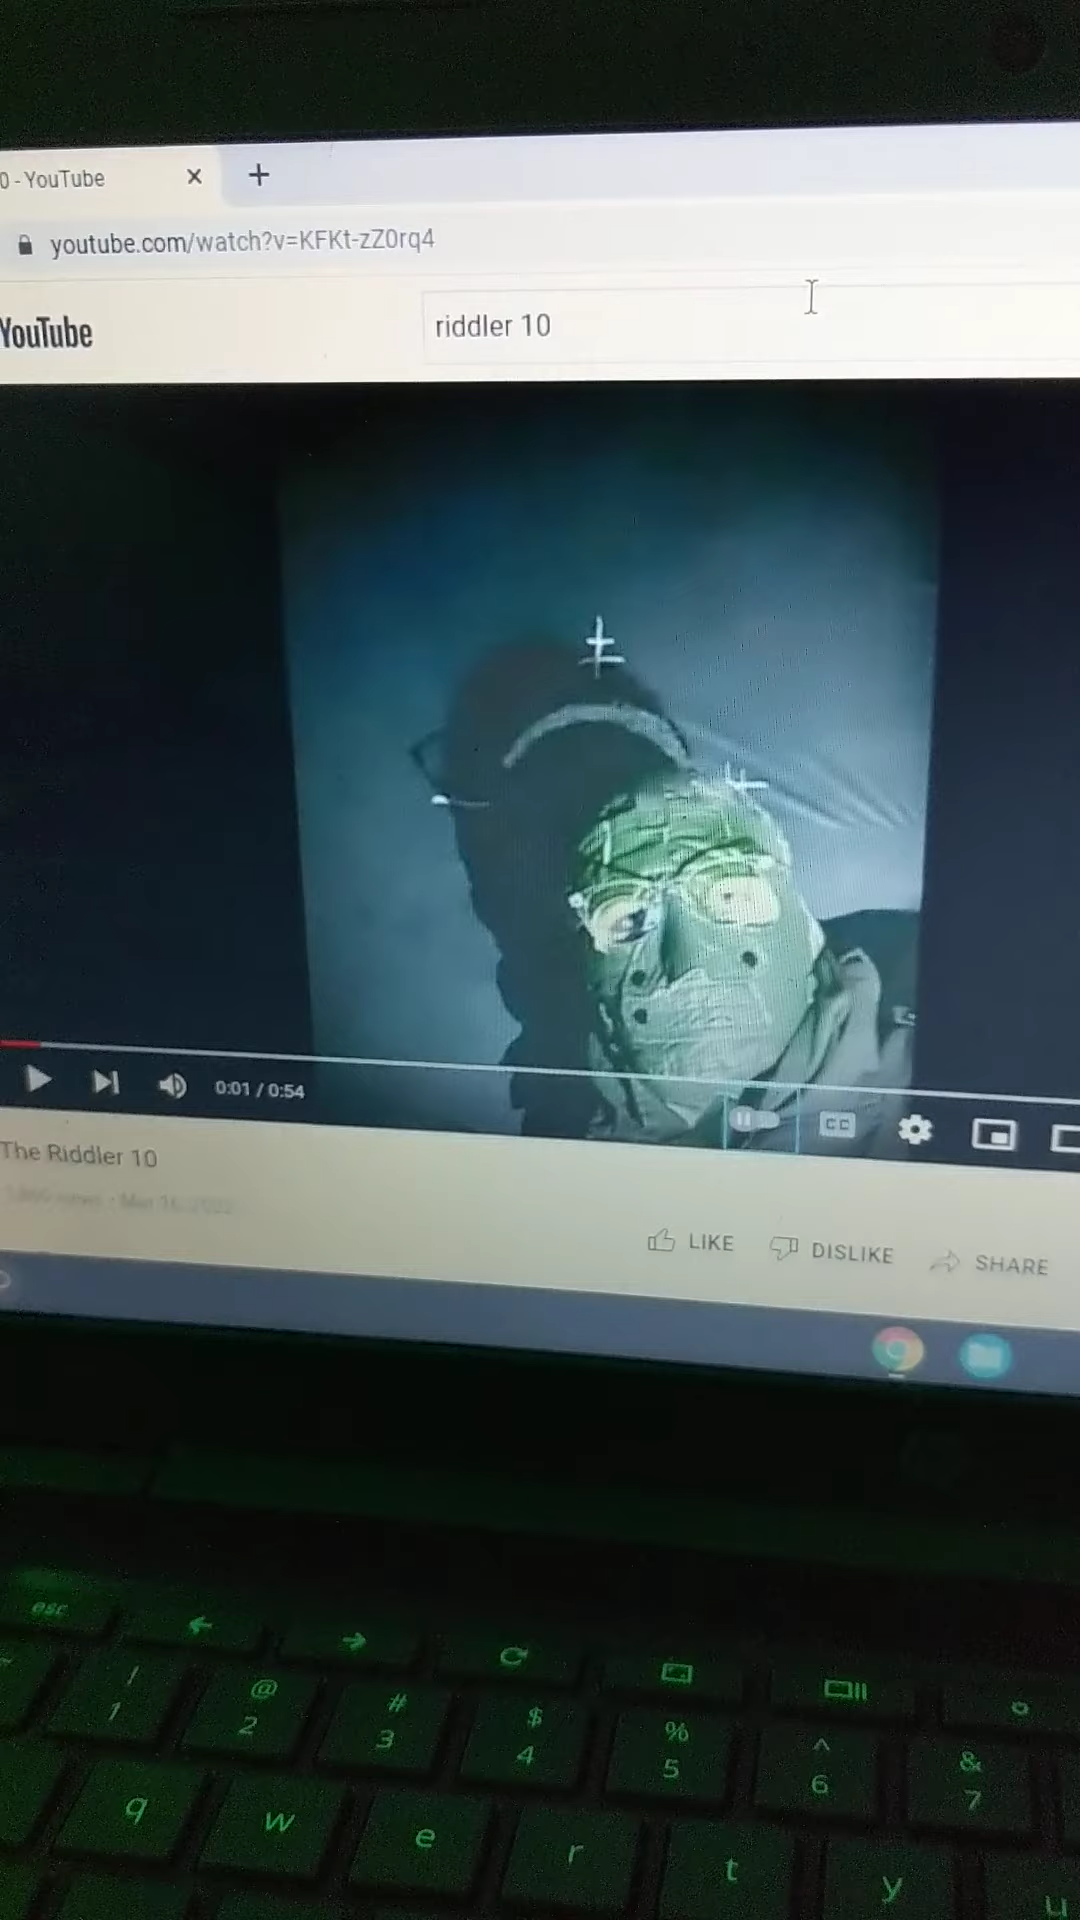 0 - YouTube
youtube.com/watch?v=KFKt-zZ0rq4
YouTube
riddler 10
0:01 / 0:54
CC
The Riddler 10
LIKE DISLIKE SHARE
esc
! @ # $ % ^ &
1 2 3 4 5 6 7
q w e r t y u